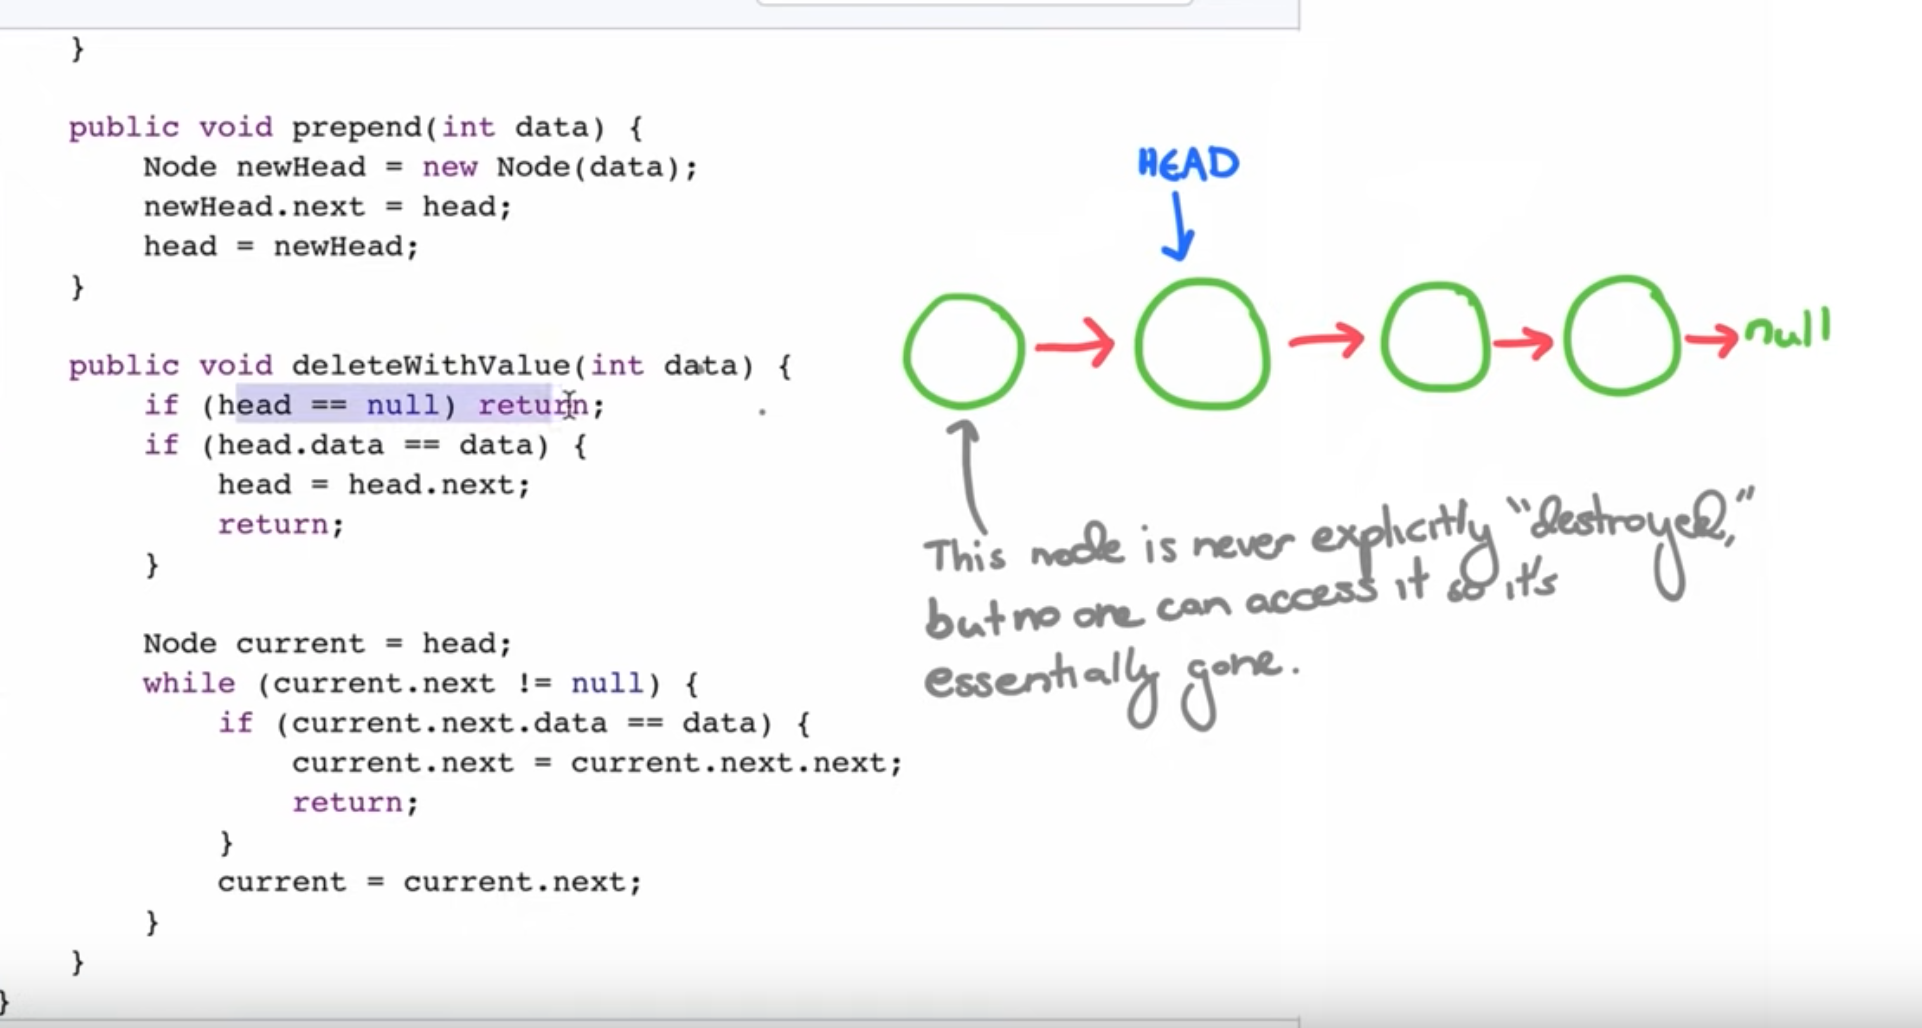 }
public void prepend(int data) {
Node newHead = new Node(data);
newHead.next = head;
head = newHead;
}
public void deleteWithValue(int data) {
if (head == null) return;
if (head.data == data) {
head = head.next;
return;
}
Node current = head;
while (current.next != null) {
if (current.next.data == data) {
current.next = current.next.next;
return;
}
current = current.next;
}
}
}
HEAD
null
This node is never explicitly "destroyed,"
but no one can access it so it's
essentially gone.